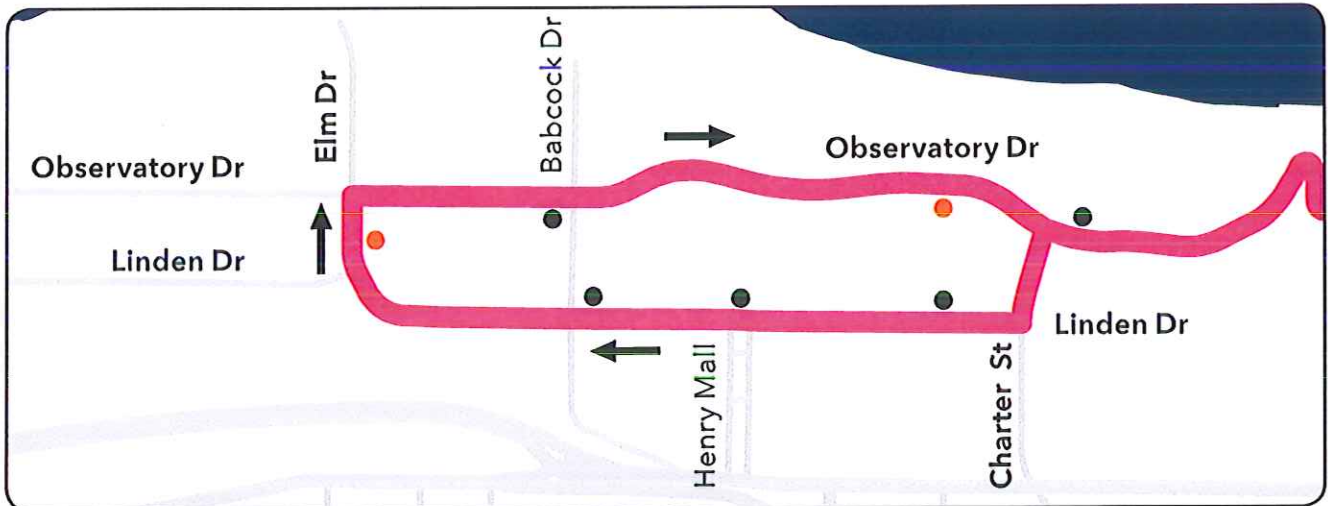 Elm Dr
Babcock Dr
Observatory Dr
Observatory Dr
Linden Dr
Linden Dr
Henry Mall
Charter St